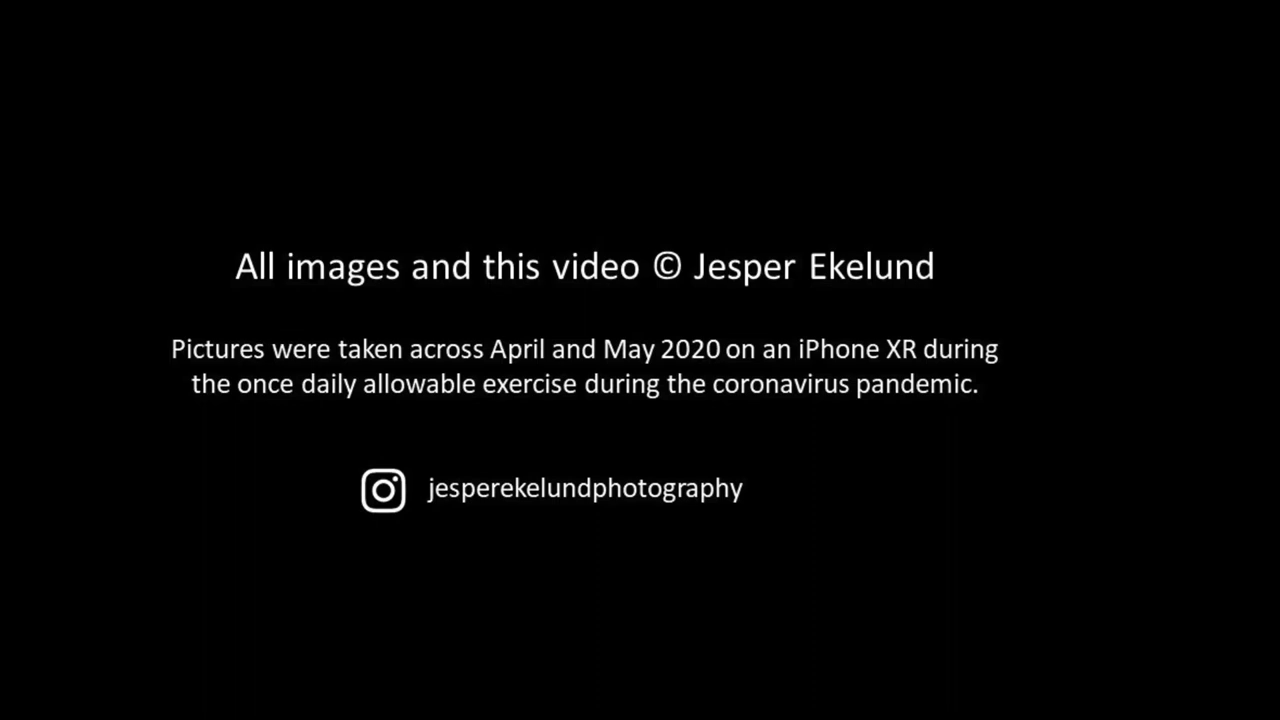 All images and this video © Jesper Ekelund
Pictures were taken across April and May 2020 on an iPhone XR during
the once daily allowable exercise during the coronavirus pandemic.
jesperekelundphotography